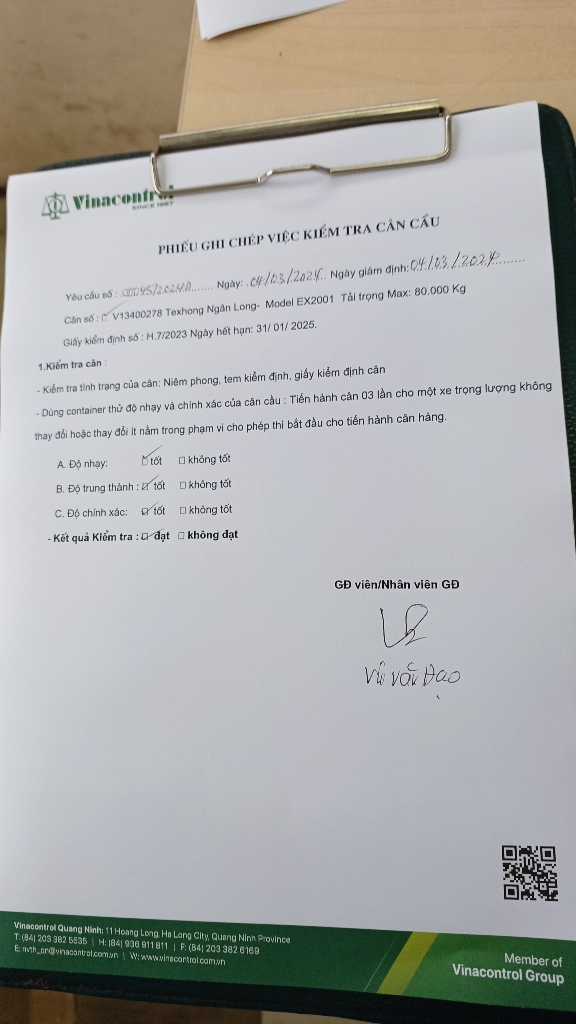 Vinacontrol
SINCE 1957
PHIẾU GHI CHÉP VIỆC KIỂM TRA CÂN CẨU
Yêu cầu số : ........ Ngày: 04/03/2024.. Ngày giám định: 04/03/2024........
Cân số : V13400278 Texhong Ngân Long- Model EX2001 Tải trọng Max: 80.000 Kg
Giấy kiểm định số : H.7/2023 Ngày hết hạn: 31/ 01/ 2025.
1.Kiểm tra cân :
- Kiểm tra tình trạng của cân: Niêm phong, tem kiểm định, giấy kiểm định cân
- Dùng container thử độ nhạy và chính xác của cân cẩu : Tiến hành cân 03 lần cho một xe trọng lượng không
thay đổi hoặc thay đổi ít nằm trong phạm vi cho phép thì bắt đầu cho tiến hành cân hàng.
A. Độ nhạy: ☑ tốt ☐ không tốt
B. Độ trung thành : ☑ tốt ☐ không tốt
C. Độ chính xác: ☑ tốt ☐ không tốt
- Kết quả Kiểm tra : ☑ đạt ☐ không đạt
GĐ viên/Nhân viên GĐ
Vũ Văn Đạo
Vinacontrol Quang Ninh: 11 Hoang Long, Ha Long City, Quang Ninh Province
T: (84) 203 382 5535 | H: (84) 936 911 811 | F: (84) 203 382 6169
E: nvth_qn@vinacontrol.com.vn | W: www.vinacontrol.com.vn
Member of
Vinacontrol Group